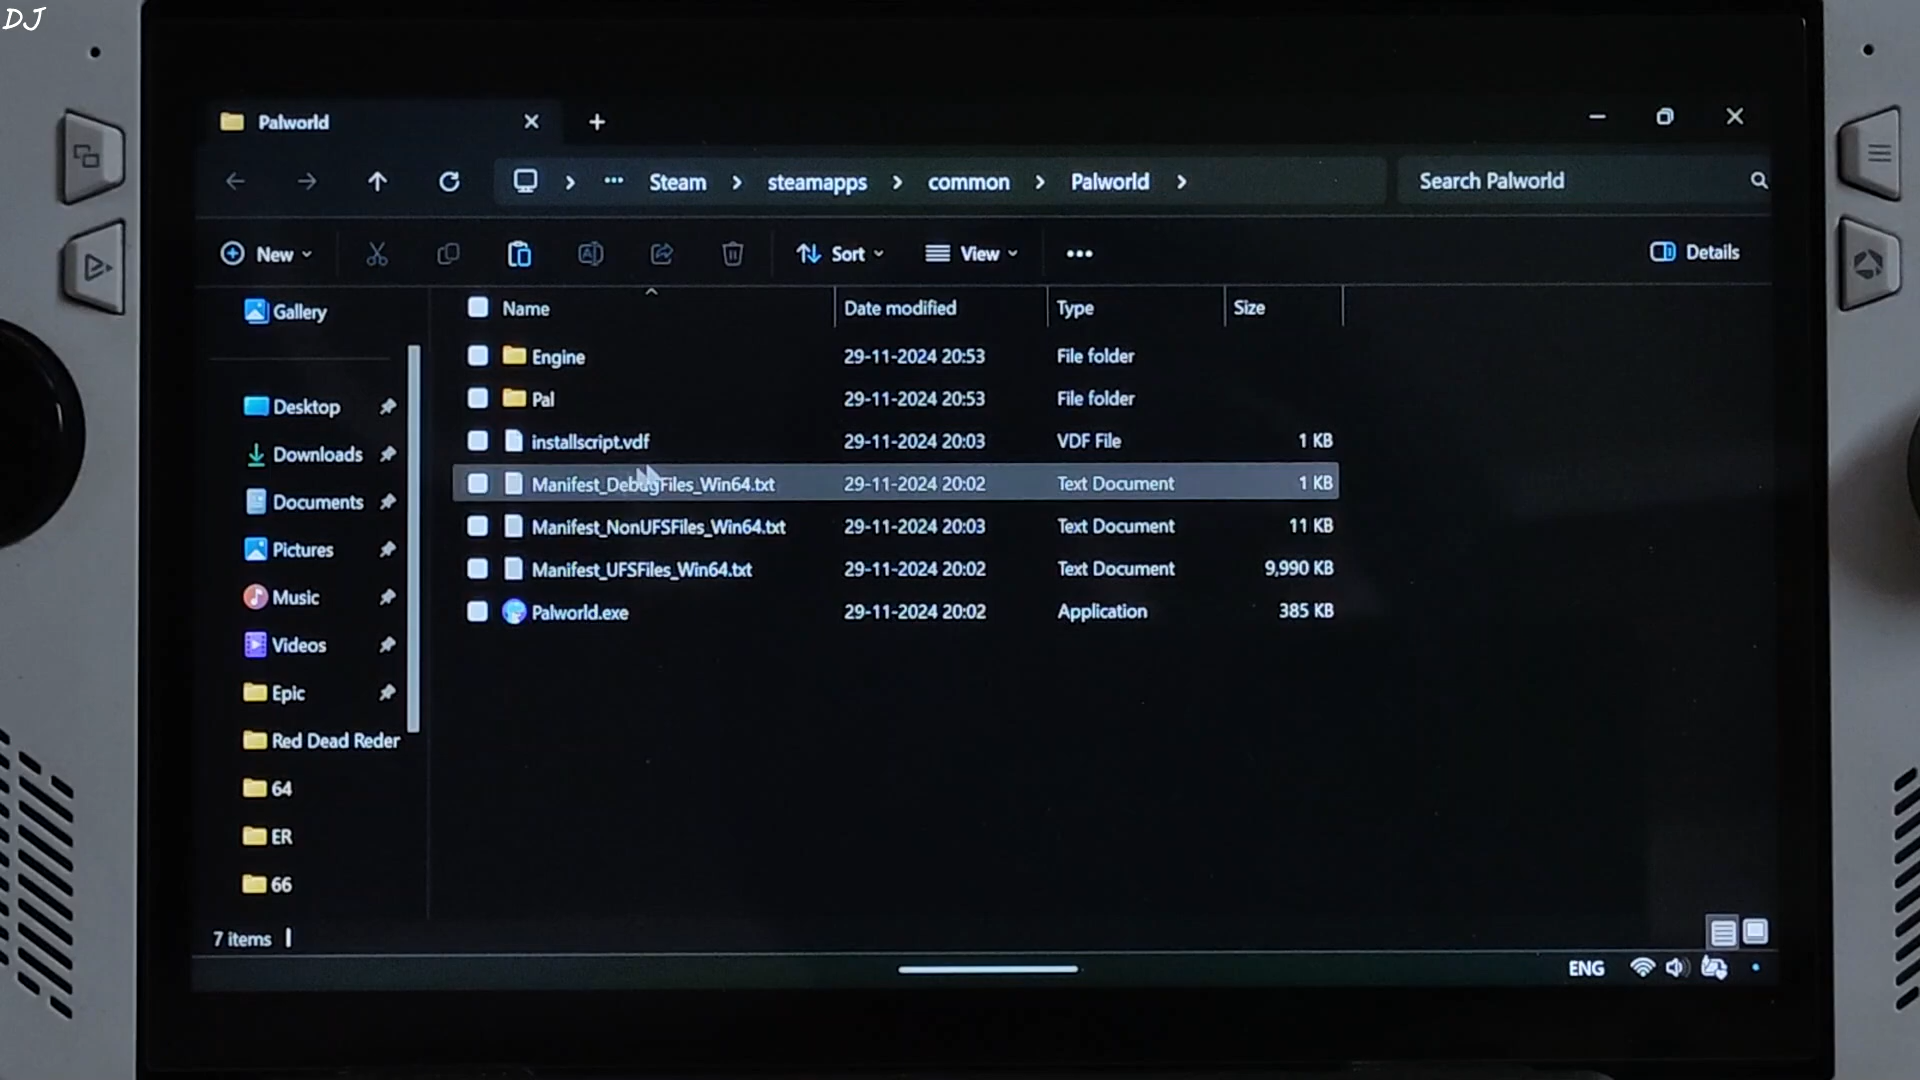 DJ
Palworld
Steam steamapps common Palworld
Search Palworld
New
Sort
View
Details
Name Date modified Type Size
Gallery
Desktop
Downloads
Documents
Pictures
Music
Videos
Epic
Red Dead Reder
64
ER
66
Engine 29-11-2024 20:53 File folder
Pal 29-11-2024 20:53 File folder
installscript.vdf 29-11-2024 20:03 VDF File 1 KB
Manifest_DebugFiles_Win64.txt 29-11-2024 20:02 Text Document 1 KB
Manifest_NonUFSFiles_Win64.txt 29-11-2024 20:03 Text Document 11 KB
Manifest_UFSFiles_Win64.txt 29-11-2024 20:02 Text Document 9,990 KB
Palworld.exe 29-11-2024 20:02 Application 385 KB
7 items
ENG